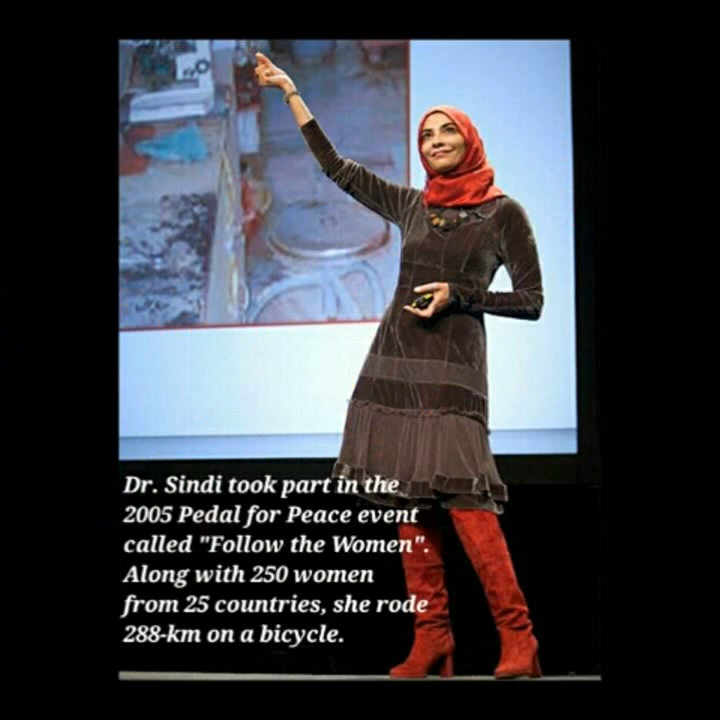 Dr. Sindi took part in the
2005 Pedal for Peace event
called "Follow the Women".
Along with 250 women
from 25 countries, she rode
288-km on a bicycle.